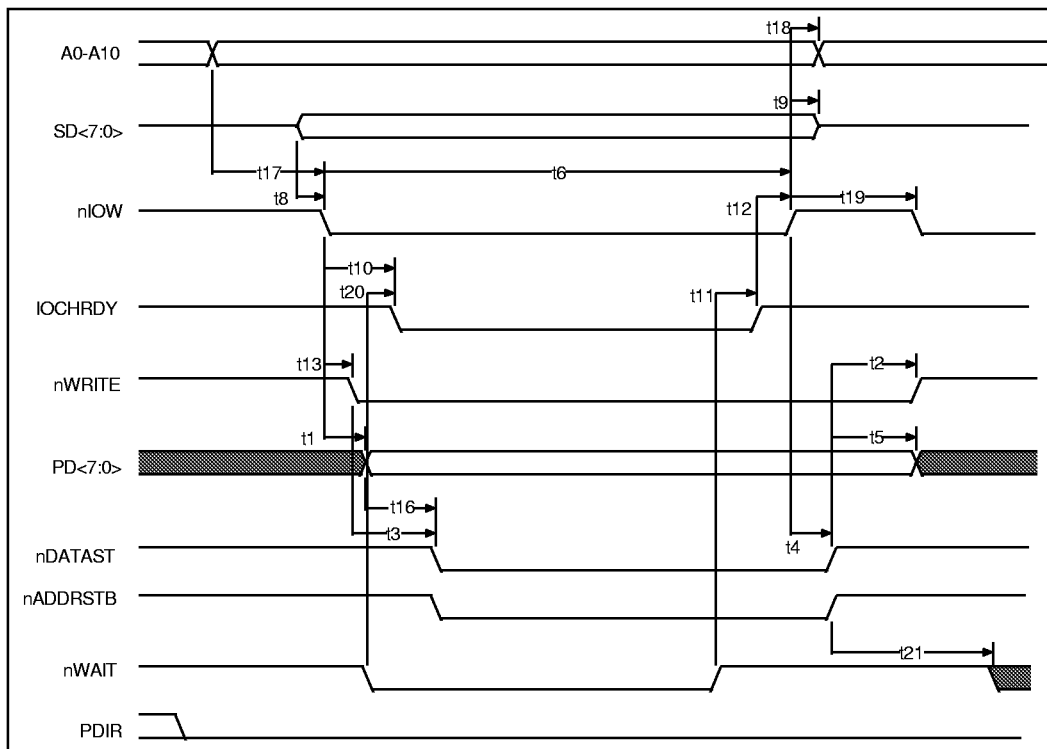 t18
A0-A10
t9
SD<7:0>
t17
t6
t8
t12
t19
nIOW
t10
t20
t11
IOCHRDY
t13
t2
nWRITE
t1
t5
PD<7:0>
t16
t3
t4
nDATAST
nADDRSTB
t21
nWAIT
PDIR